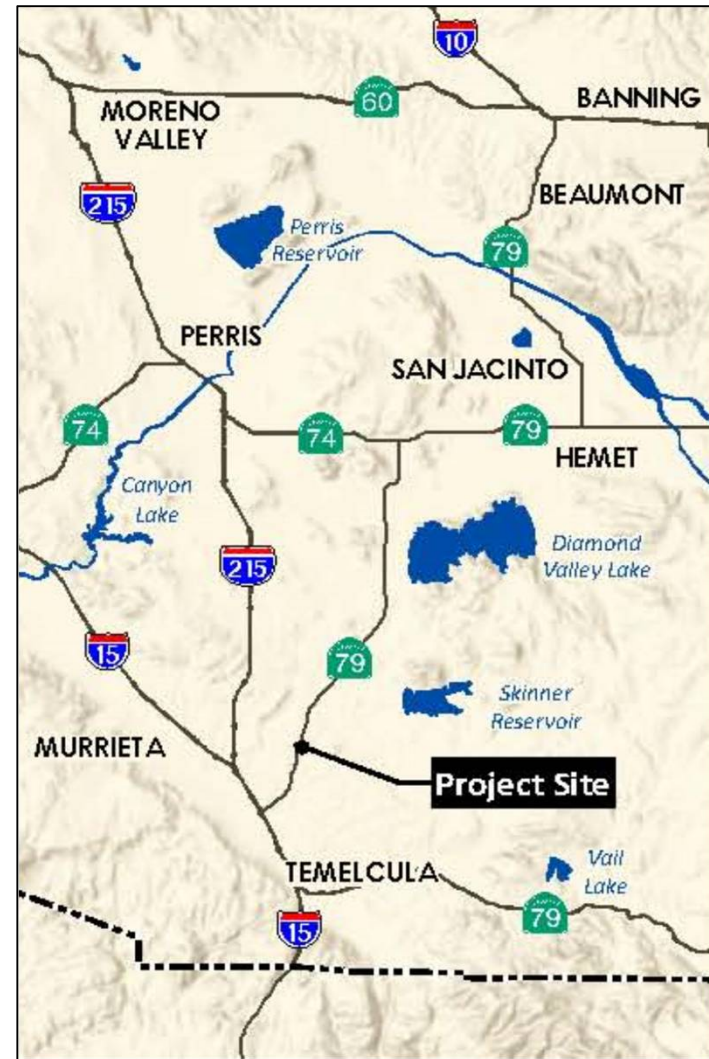 10
60
BANNING
MORENO
VALLEY
BEAUMONT
215
Perris
Reservoir
79
PERRIS
SAN JACINTO
74
74
79
HEMET
Canyon
Lake
Diamond
Valley Lake
215
15
79
Skinner
Reservoir
MURRIETA
Project Site
TEMELCULA
Vail
Lake
79
15